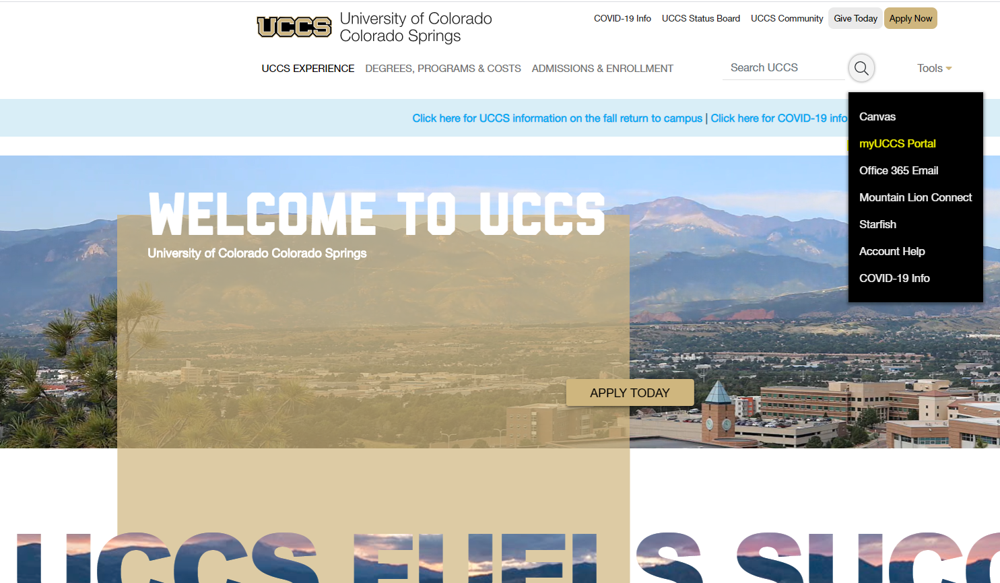 UCCS University of Colorado
Colorado Springs
COVID-19 Info UCCS Status Board UCCS Community Give Today Apply Now
UCCS EXPERIENCE DEGREES, PROGRAMS & COSTS ADMISSIONS & ENROLLMENT Search UCCS Tools
Click here for UCCS information on the fall return to campus | Click here for COVID-19 info
Canvas
myUCCS Portal
Office 365 Email
Mountain Lion Connect
Starfish
Account Help
COVID-19 Info
WELCOME TO UCCS
University of Colorado Colorado Springs
APPLY TODAY
UCCS FUELS SUCC